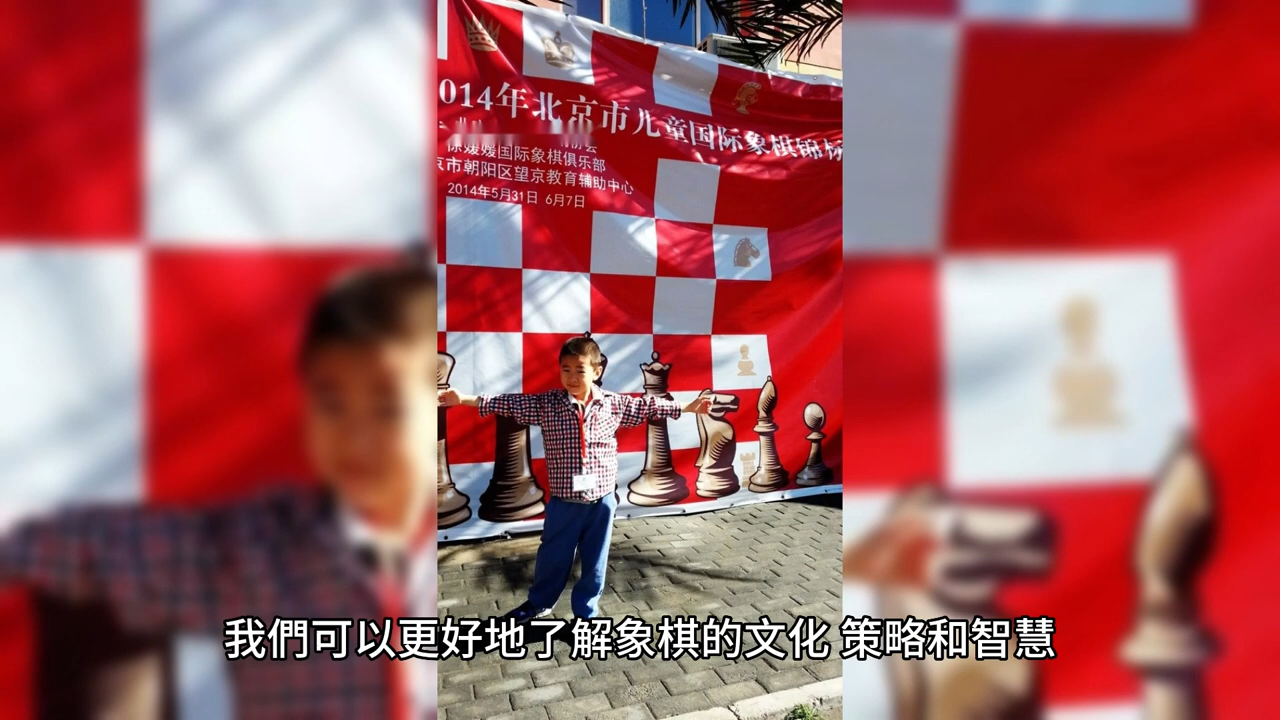 014年北京市儿童国际象棋锦标
徐媛媛国际象棋俱乐部
京市朝阳区望京教育辅助中心
2014年5月31日 6月7日
我們可以更好地了解象棋的文化 策略和智慧